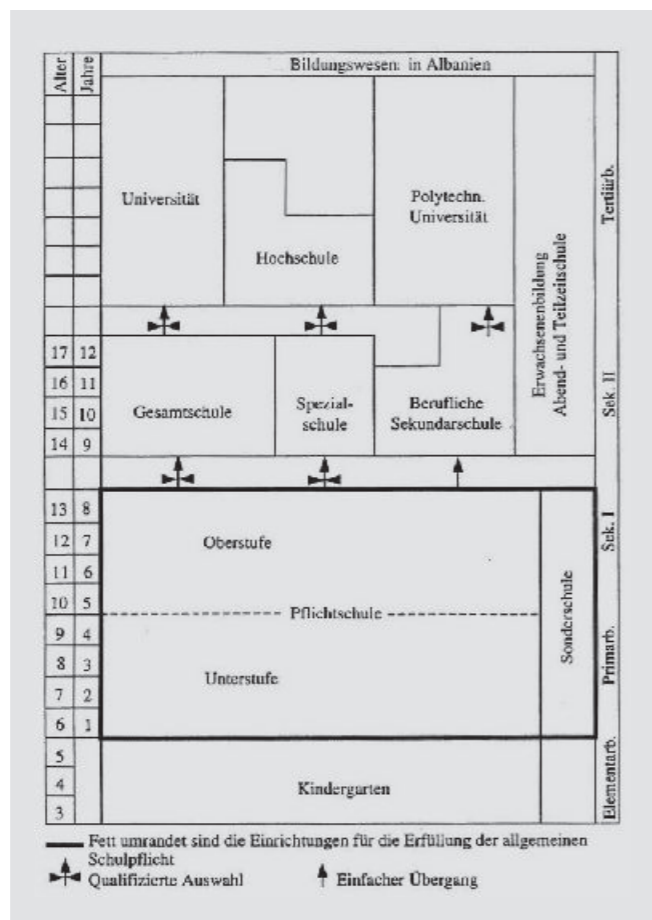 Alter
Jahre
Bildungswesen: in Albanien
Universität
Hochschule
Polytechn.
Universität
Erwachsenenbildung
Abend- und Teilzeitschule
Tertiärb.
17 12
16 11
15 10
14 9
Gesamtschule
Spezial-
schule
Berufliche
Sekundarschule
Sek. II
13 8
12 7
11 6
10 5
9 4
8 3
7 2
6 1
Oberstufe
Pflichtschule
Unterstufe
Sonderschule
Sek. I
Primarb.
5
4
3
Kindergarten
Elementarb.
Fett umrandet sind die Einrichtungen für die Erfüllung der allgemeinen
Schulpflicht
Qualifizierte Auswahl
Einfacher Übergang